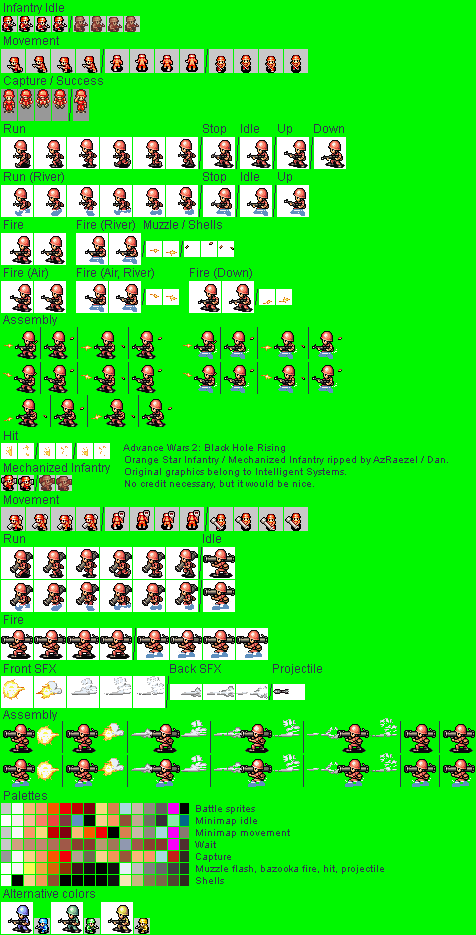 Infantry Idle
Movement
Capture / Success
Run Stop Idle Up Down
Run (River) Stop Idle Up
Fire Fire (River) Muzzle / Shells
Fire (Air) Fire (Air, River) Fire (Down)
Assembly
Hit
Advance Wars 2: Black Hole Rising
Orange Star Infantry / Mechanized Infantry ripped by AzRaezel / Dan.
Original graphics belong to Intelligent Systems.
No credit necessary, but it would be nice.
Mechanized Infantry
Movement
Run Idle
Fire
Front SFX Back SFX Projectile
Assembly
Palettes
Battle sprites
Minimap idle
Minimap movement
Wait
Capture
Muzzle flash, bazooka fire, hit, projectile
Shells
Alternative colors